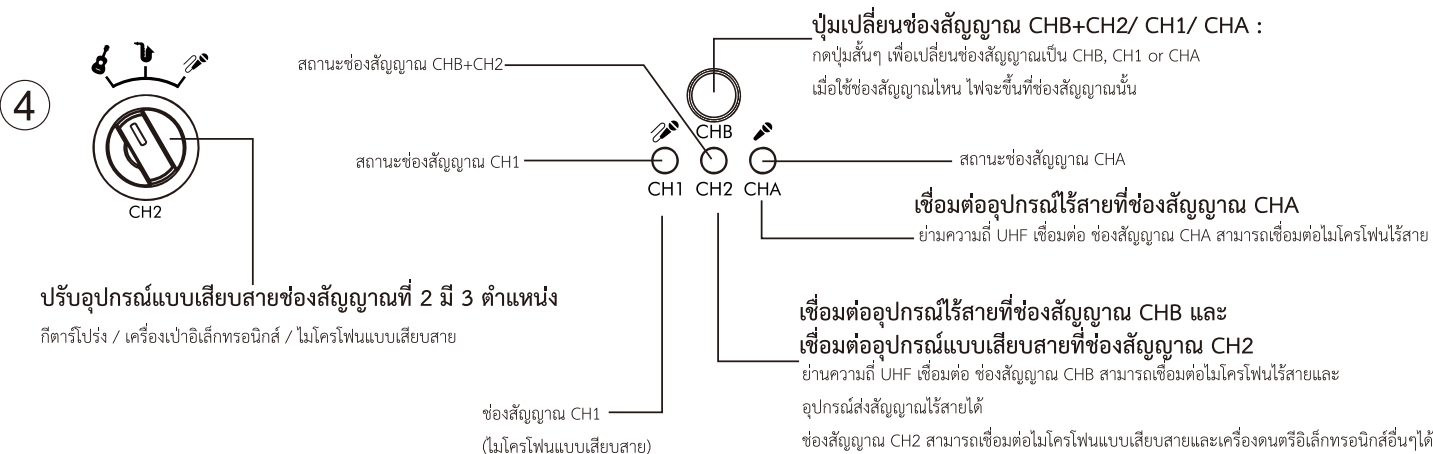 4
CH2
ปรับอุปกรณ์แบบเสียบสายช่องสัญญาณที่ 2 มี 3 ตำแหน่ง
กีตาร์โปร่ง / เครื่องเป่าอิเล็กทรอนิกส์ / ไมโครโฟนแบบเสียบสาย
สถานะช่องสัญญาณ CHB+CH2
สถานะช่องสัญญาณ CH1
ปุ่มเปลี่ยนช่องสัญญาณ CHB+CH2/ CH1/ CHA :
กดปุ่มสั้นๆ เพื่อเปลี่ยนช่องสัญญาณเป็น CHB, CH1 or CHA
เมื่อใช้ช่องสัญญาณไหน ไฟจะขึ้นที่ช่องสัญญาณนั้น
CHB
CH1 CH2 CHA
สถานะช่องสัญญาณ CHA
เชื่อมต่ออุปกรณ์ไร้สายที่ช่องสัญญาณ CHA
ย่ามความถี่ UHF เชื่อมต่อ ช่องสัญญาณ CHA สามารถเชื่อมต่อไมโครโฟนไร้สาย
เชื่อมต่ออุปกรณ์ไร้สายที่ช่องสัญญาณ CHB และ
เชื่อมต่ออุปกรณ์แบบเสียบสายที่ช่องสัญญาณ CH2
ย่านความถี่ UHF เชื่อมต่อ ช่องสัญญาณ CHB สามารถเชื่อมต่อไมโครโฟนไร้สายและ
อุปกรณ์ส่งสัญญาณไร้สายได้
ช่องสัญญาณ CH2 สามารถเชื่อมต่อไมโครโฟนแบบเสียบสายและเครื่องดนตรีอิเล็กทรอนิกส์อื่นๆได้
ช่องสัญญาณ CH1
(ไมโครโฟนแบบเสียบสาย)